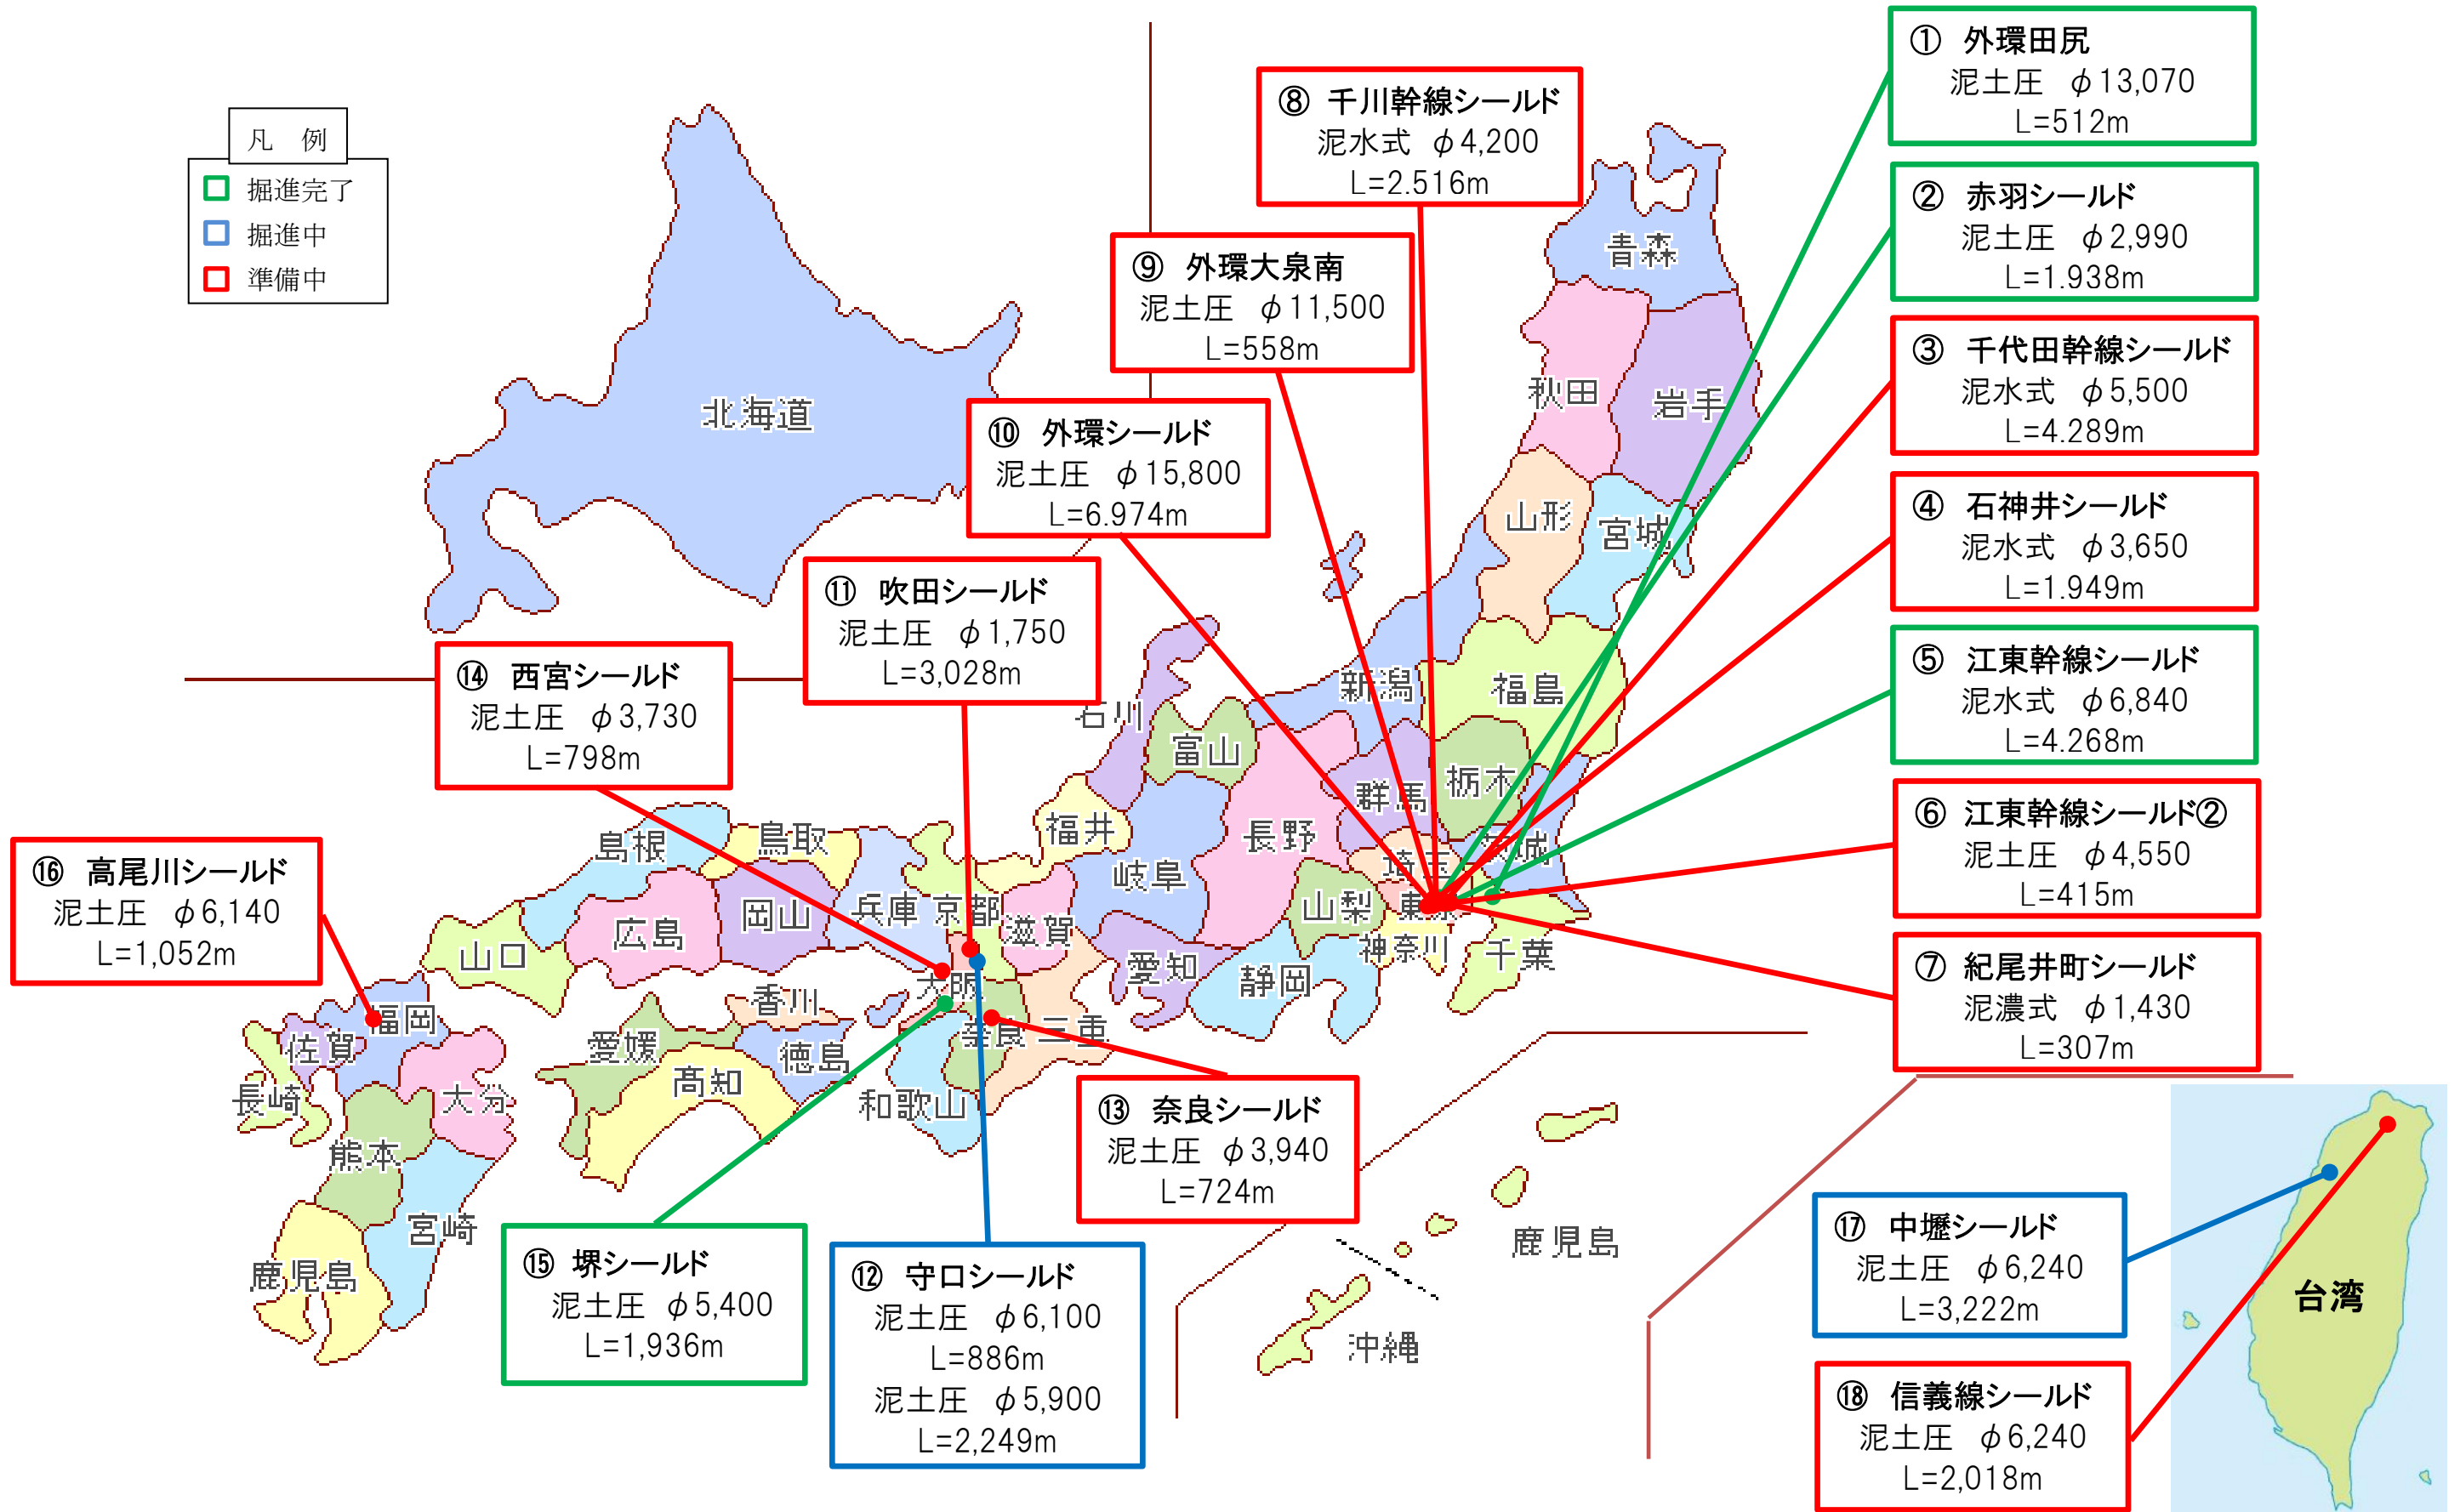 凡 例
掘進完了
掘進中
準備中
① 外環田尻
泥土圧 φ13,070
L=512m
② 赤羽シールド
泥土圧 φ2,990
L=1.938m
③ 千代田幹線シールド
泥水式 φ5,500
L=4.289m
④ 石神井シールド
泥水式 φ3,650
L=1.949m
⑤ 江東幹線シールド
泥水式 φ6,840
L=4.268m
⑥ 江東幹線シールド②
泥土圧 φ4,550
L=415m
⑦ 紀尾井町シールド
泥濃式 φ1,430
L=307m
⑧ 千川幹線シールド
泥水式 φ4,200
L=2.516m
⑨ 外環大泉南
泥土圧 φ11,500
L=558m
⑩ 外環シールド
泥土圧 φ15,800
L=6.974m
⑪ 吹田シールド
泥土圧 φ1,750
L=3,028m
⑭ 西宮シールド
泥土圧 φ3,730
L=798m
⑯ 高尾川シールド
泥土圧 φ6,140
L=1,052m
⑮ 堺シールド
泥土圧 φ5,400
L=1,936m
⑫ 守口シールド
泥土圧 φ6,100
L=886m
泥土圧 φ5,900
L=2,249m
⑬ 奈良シールド
泥土圧 φ3,940
L=724m
⑰ 中壢シールド
泥土圧 φ6,240
L=3,222m
⑱ 信義線シールド
泥土圧 φ6,240
L=2,018m
台湾
北海道
青森
秋田
岩手
山形
宮城
新潟
福島
石川
富山
群馬
栃木
茨城
福井
長野
埼玉
岐阜
山梨
東京
神奈川
千葉
静岡
愛知
滋賀
京都
兵庫
大阪
奈良
三重
和歌山
鳥取
島根
岡山
広島
山口
香川
徳島
愛媛
高知
福岡
佐賀
長崎
大分
熊本
宮崎
鹿児島
鹿児島
沖縄